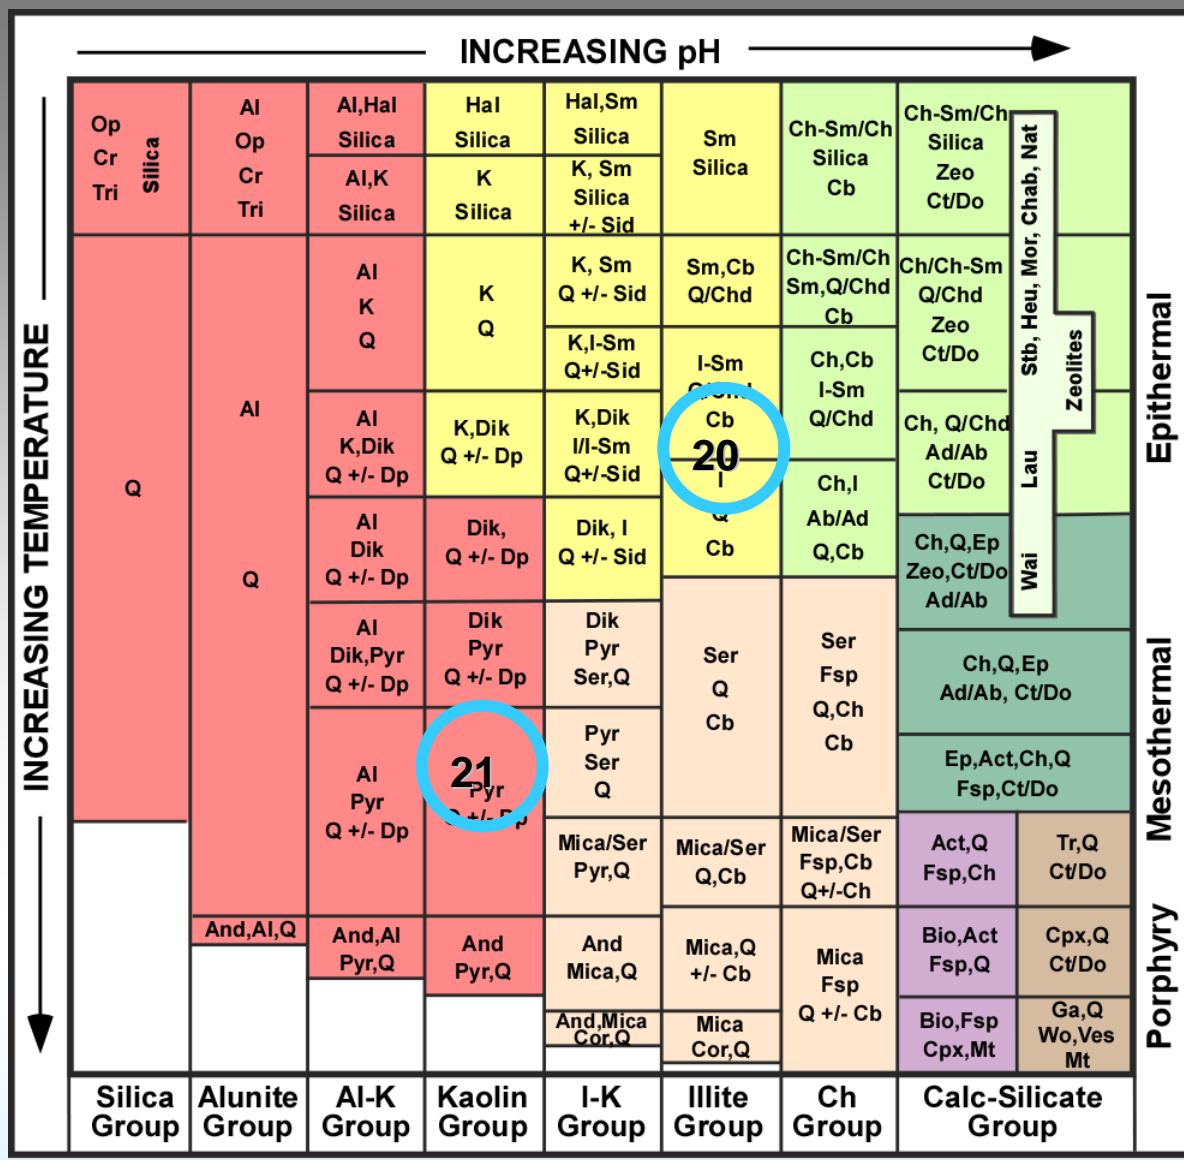 INCREASING pH
INCREASING TEMPERATURE
Op
Cr
Tri
Silica
Q
Al
Op
Cr
Tri
Al
Q
And,Al,Q
Al,Hal
Silica
Al,K
Silica
Al
K
Q
Al
K,Dik
Q +/- Dp
Al
Dik
Q +/- Dp
Al
Dik,Pyr
Q +/- Dp
Al
Pyr
Q +/- Dp
And,Al
Pyr,Q
Hal
Silica
K
Silica
K
Q
K,Dik
Q +/- Dp
Dik,
Q +/- Dp
Dik
Pyr
Q +/- Dp
21
Pyr
Q +/- Dp
And
Pyr,Q
Hal,Sm
Silica
K, Sm
Silica
+/- Sid
K, Sm
Q +/- Sid
K,I-Sm
Q+/-Sid
K,Dik
I/I-Sm
Q+/-Sid
Dik, I
Q +/- Sid
Dik
Pyr
Ser,Q
Pyr
Ser
Q
Mica/Ser
Pyr,Q
And
Mica,Q
And,Mica
Cor,Q
Sm
Silica
Sm,Cb
Q/Chd
I-Sm
Q/Chd
Cb
20
I
Q
Cb
Ser
Q
Cb
Mica/Ser
Q,Cb
Mica,Q
+/- Cb
Mica
Cor,Q
Ch-Sm/Ch
Silica
Cb
Ch-Sm/Ch
Sm,Q/Chd
Cb
Ch,Cb
I-Sm
Q/Chd
Ch,I
Ab/Ad
Q,Cb
Ser
Fsp
Q,Ch
Cb
Mica/Ser
Fsp,Cb
Q+/-Ch
Mica
Fsp
Q +/- Cb
Ch-Sm/Ch
Silica
Zeo
Ct/Do
Ch/Ch-Sm
Q/Chd
Zeo
Ct/Do
Ch, Q/Chd
Ad/Ab
Ct/Do
Ch,Q,Ep
Zeo,Ct/Do
Ad/Ab
Stb, Heu, Mor, Chab, Nat
Lau
Wai
Zeolites
Ch,Q,Ep
Ad/Ab, Ct/Do
Ep,Act,Ch,Q
Fsp,Ct/Do
Act,Q
Fsp,Ch
Tr,Q
Ct/Do
Bio,Act
Fsp,Q
Cpx,Q
Ct/Do
Bio,Fsp
Cpx,Mt
Ga,Q
Wo,Ves
Mt
Epithermal
Mesothermal
Porphyry
Silica
Group
Alunite
Group
Al-K
Group
Kaolin
Group
I-K
Group
Illite
Group
Ch
Group
Calc-Silicate
Group